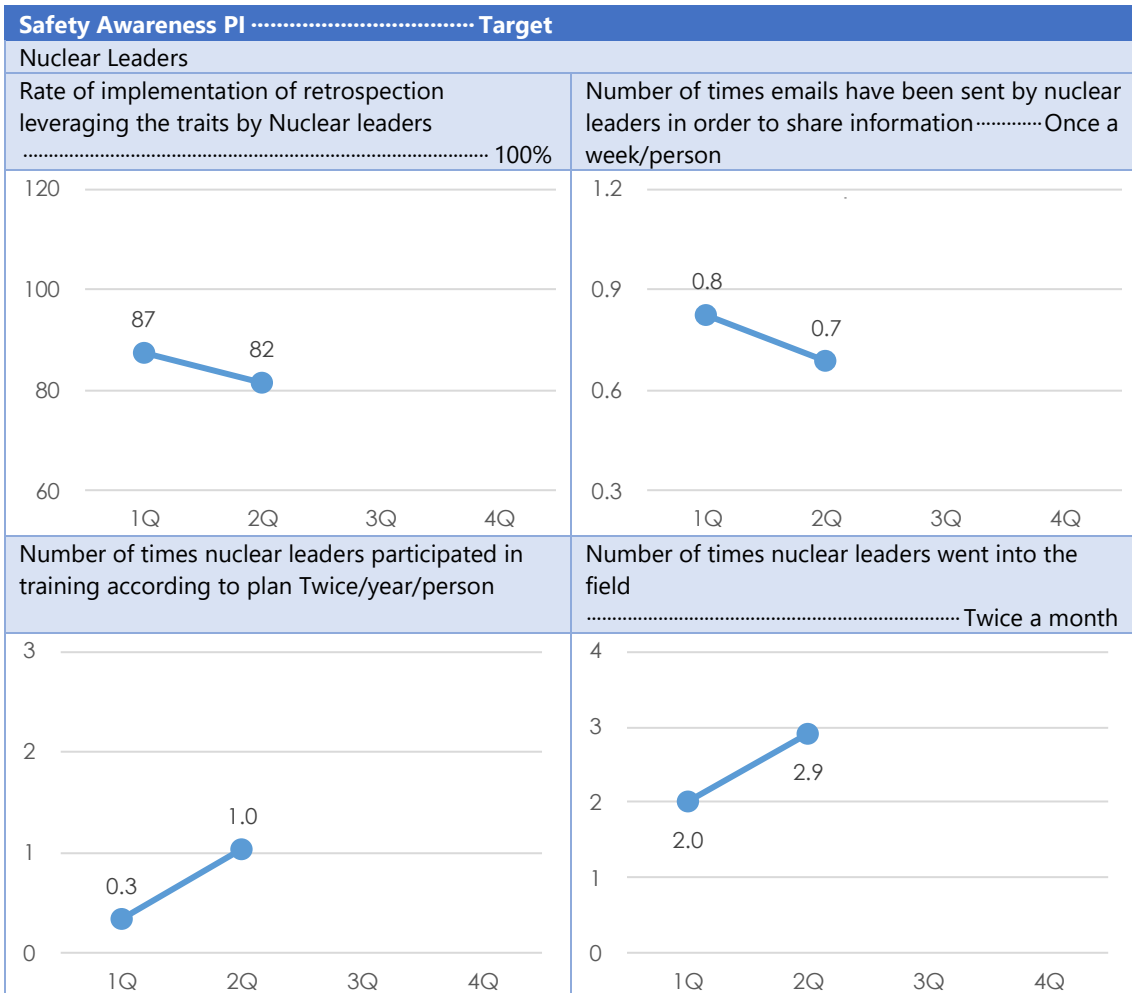 Safety Awareness PI ································· Target
Nuclear Leaders
Rate of implementation of retrospection
leveraging the traits by Nuclear leaders
······························································································ 100%
Number of times emails have been sent by nuclear
leaders in order to share information·············Once a
week/person
120
100
80
60
87
82
1Q 2Q 3Q 4Q
1.2
0.9
0.6
0.3
0.8
0.7
1Q 2Q 3Q 4Q
Number of times nuclear leaders participated in
training according to plan Twice/year/person
Number of times nuclear leaders went into the
field
··········································································· Twice a month
3
2
1
0
0.3
1.0
1Q 2Q 3Q 4Q
4
3
2
1
0
2.0
2.9
1Q 2Q 3Q 4Q